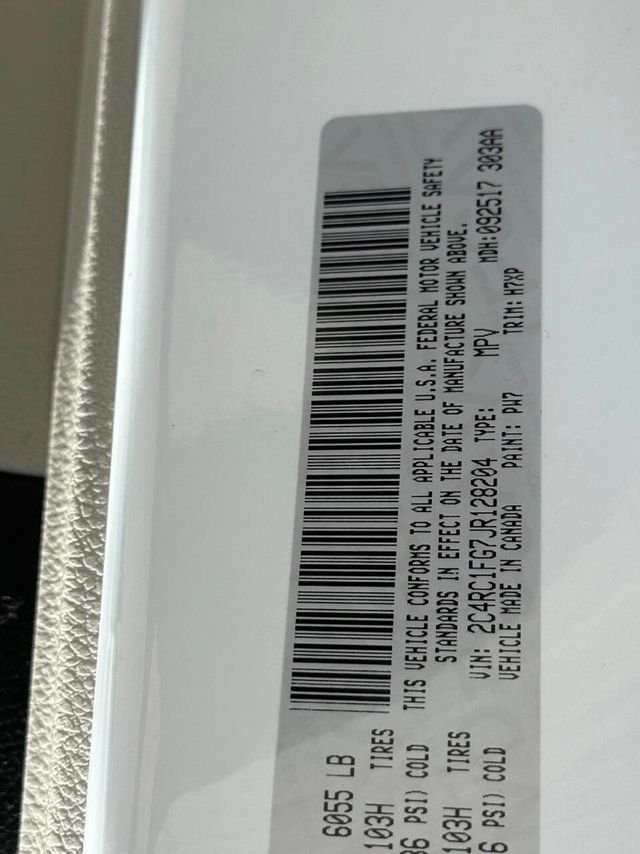 6055 LB
103H TIRES
36 PSI) COLD
103H TIRES
6 PSI) COLD
THIS VEHICLE CONFORMS TO ALL APPLICABLE U.S.A. FEDERAL MOTOR VEHICLE SAFETY
STANDARDS IN EFFECT ON THE DATE OF MANUFACTURE SHOWN ABOVE.
VIN: 2C4RC1FG7JR128204 TYPE: MPV MDH:092517 303AA
VEHICLE MADE IN CANADA PAINT: PW7 TRIM: H7XP